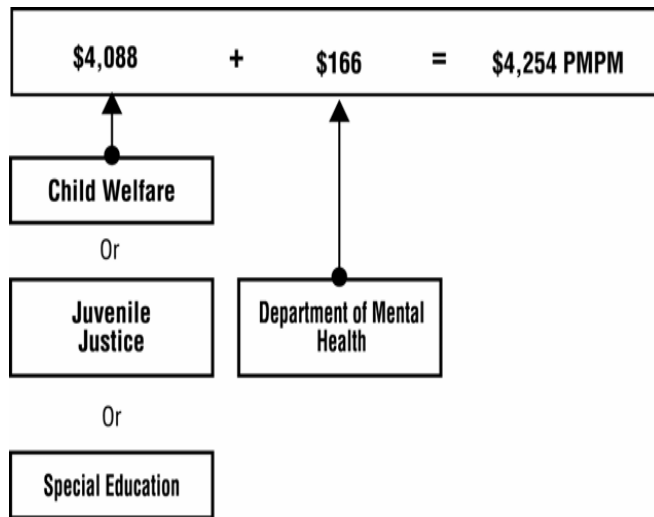 $4,088 + $166 = $4,254 PMPM
Child Welfare
Or
Juvenile
Justice
Department of Mental
Health
Or
Special Education